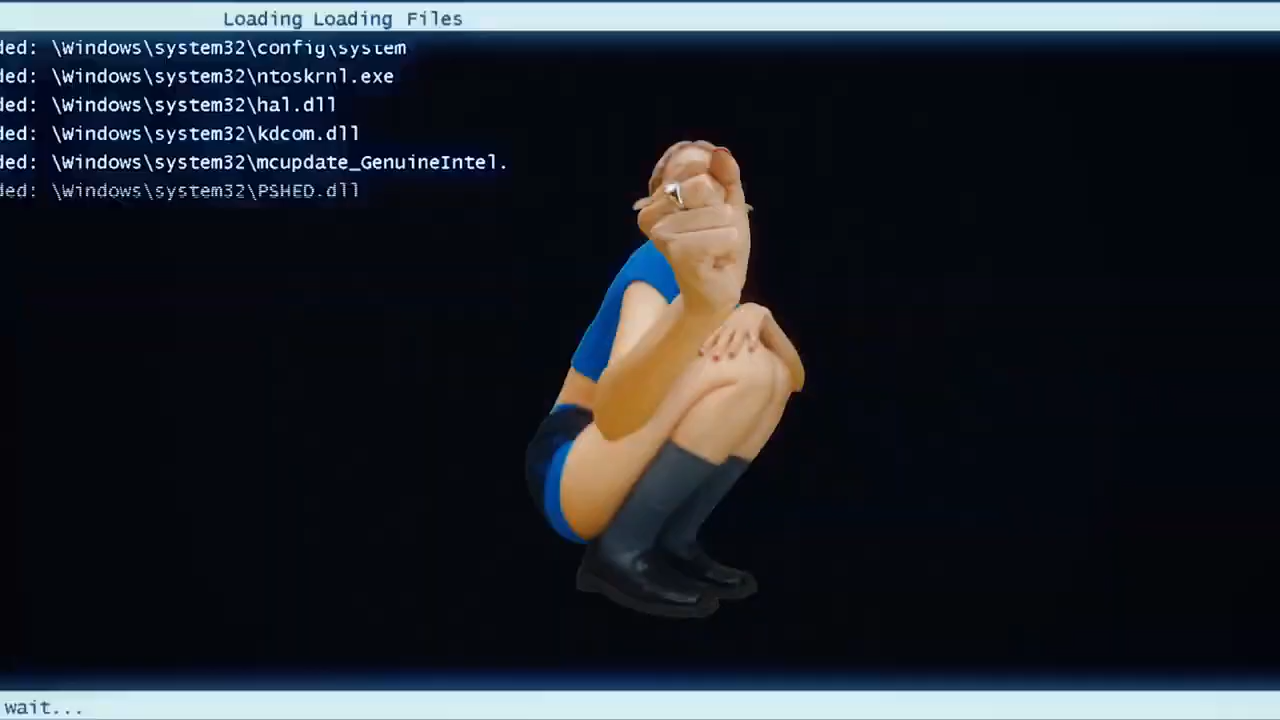 Loading Loading Files
ded: \Windows\system32\config\system
ded: \Windows\system32\ntoskrnl.exe
ded: \Windows\system32\hal.dll
ded: \Windows\system32\kdcom.dll
ded: \Windows\system32\mcupdate_GenuineIntel.
ded: \Windows\system32\PSHED.dll
wait...